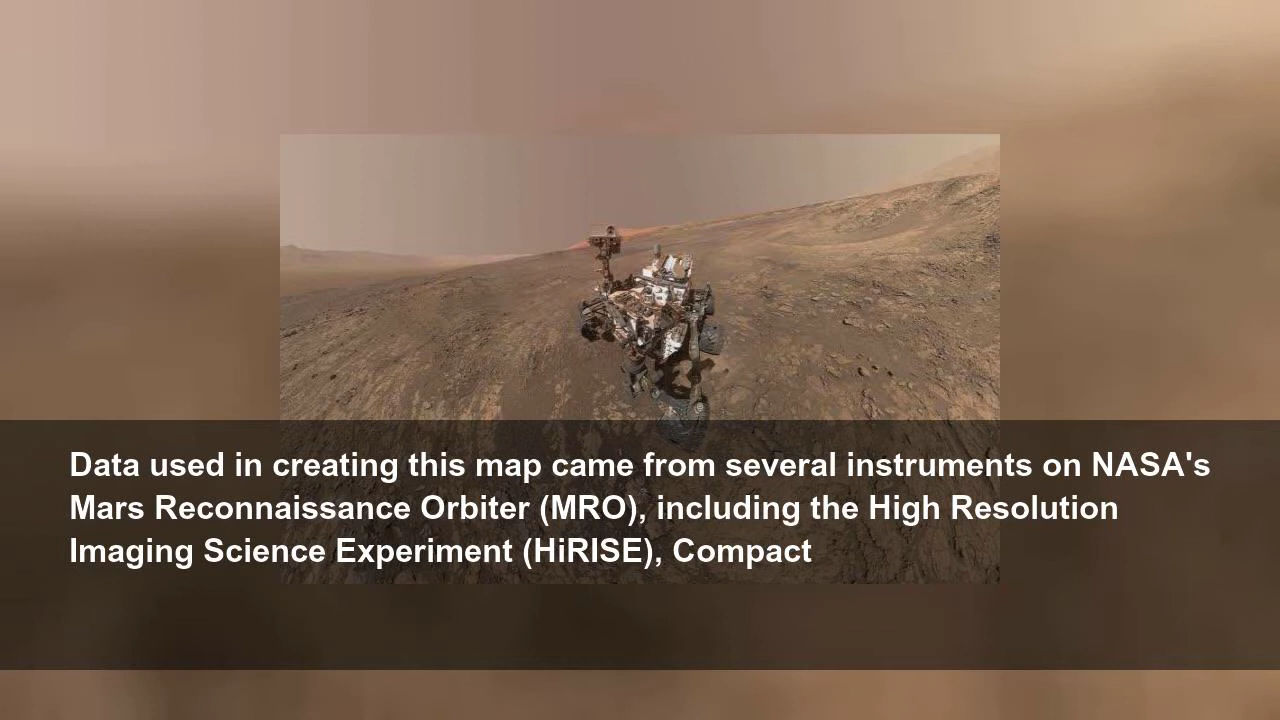 Data used in creating this map came from several instruments on NASA's
Mars Reconnaissance Orbiter (MRO), including the High Resolution
Imaging Science Experiment (HiRISE), Compact